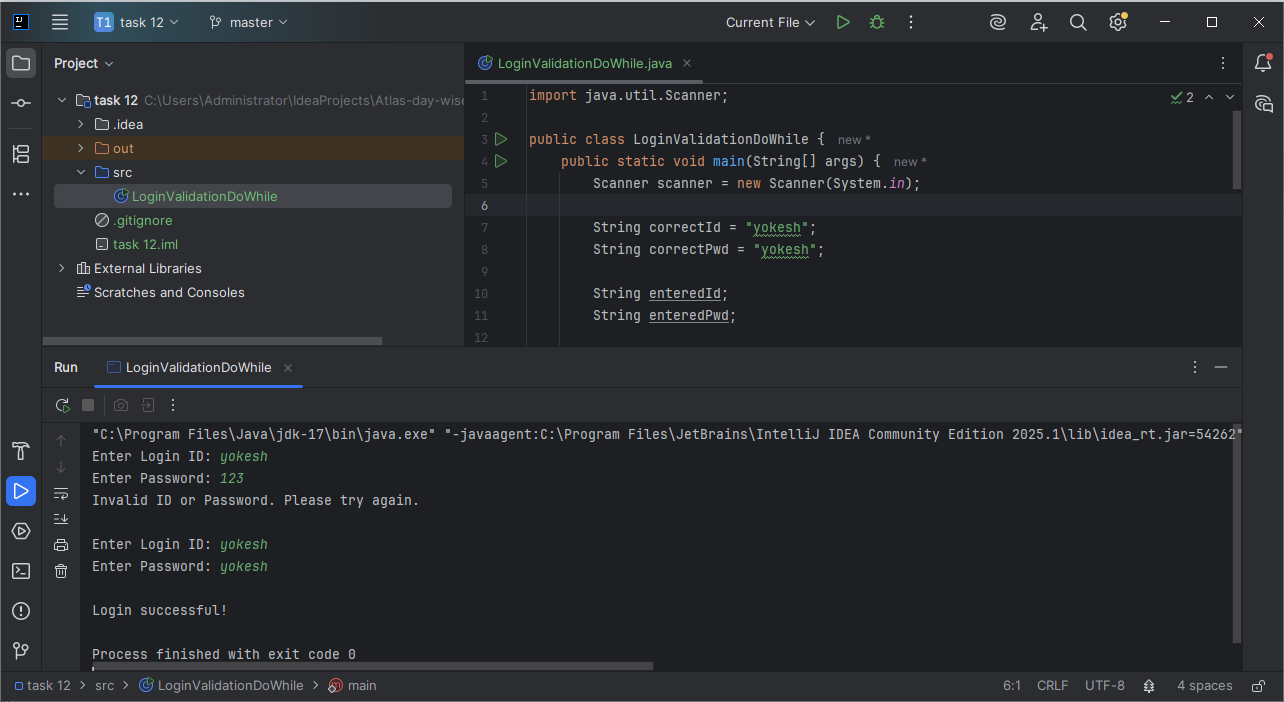 T1 task 12 master Current File
Project
LoginValidationDoWhile.java
task 12 C:\Users\Administrator\IdeaProjects\Atlas-day-wise
.idea
out
src
LoginValidationDoWhile
.gitignore
task 12.iml
External Libraries
Scratches and Consoles
2
1 import java.util.Scanner;
2
3 public class LoginValidationDoWhile { new *
4 public static void main(String[] args) { new *
5 Scanner scanner = new Scanner(System.in);
6
7 String correctId = "yokesh";
8 String correctPwd = "yokesh";
9
10 String enteredId;
11 String enteredPwd;
12
Run LoginValidationDoWhile
"C:\Program Files\Java\jdk-17\bin\java.exe" "-javaagent:C:\Program Files\JetBrains\IntelliJ IDEA Community Edition 2025.1\lib\idea_rt.jar=54262"
Enter Login ID: yokesh
Enter Password: 123
Invalid ID or Password. Please try again.
Enter Login ID: yokesh
Enter Password: yokesh
Login successful!
Process finished with exit code 0
task 12 > src > LoginValidationDoWhile > main 6:1 CRLF UTF-8 4 spaces